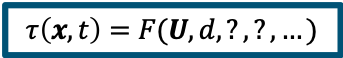 τ(x, t) = F(U, d, ?, ?, …)